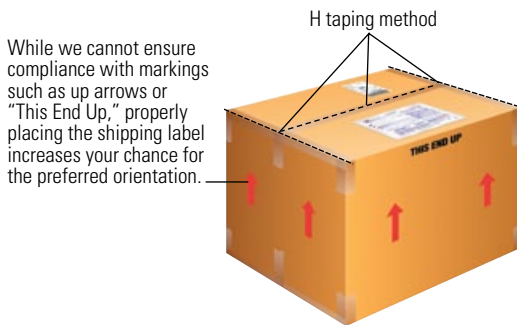 H taping method
While we cannot ensure
compliance with markings
such as up arrows or
“This End Up,” properly
placing the shipping label
increases your chance for
the preferred orientation.
THIS END UP